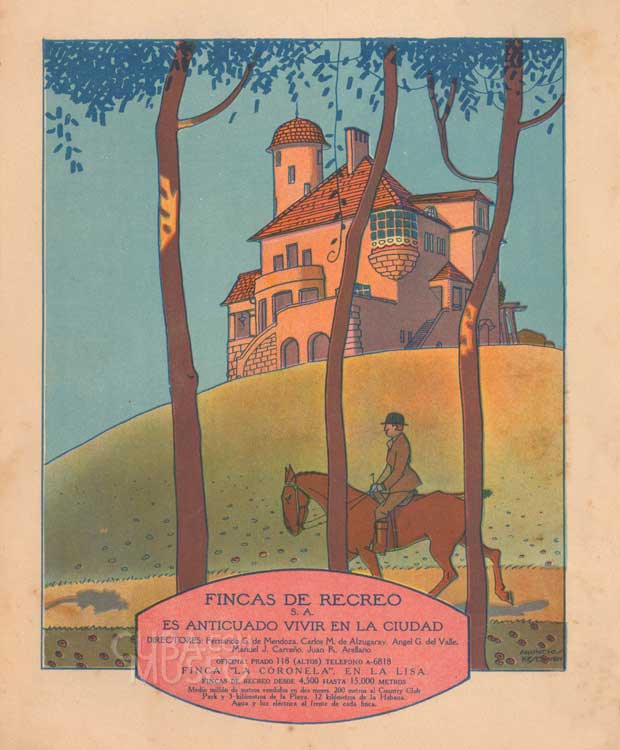 FINCAS DE RECREO
S. A.
ES ANTICUADO VIVIR EN LA CIUDAD
DIRECTORES: Fernando G. de Mendoza, Carlos M. de Alzugaray, Angel G. del Valle,
Manuel J. Carreño, Juan R. Arellano
OFICINA: PRADO 118 (ALTOS) TELEFONO A-6818
FINCA "LA CORONELA", EN LA LISA
FINCAS DE RECREO DESDE 4,500 HASTA 15,000 METROS
Medio millón de metros vendidos en dos meses. 200 metros al Country Club
Park y 3 kilómetros de la Playa. 12 kilómetros de la Habana.
Agua y luz eléctrica al frente de cada finca.
ANUNCIOS